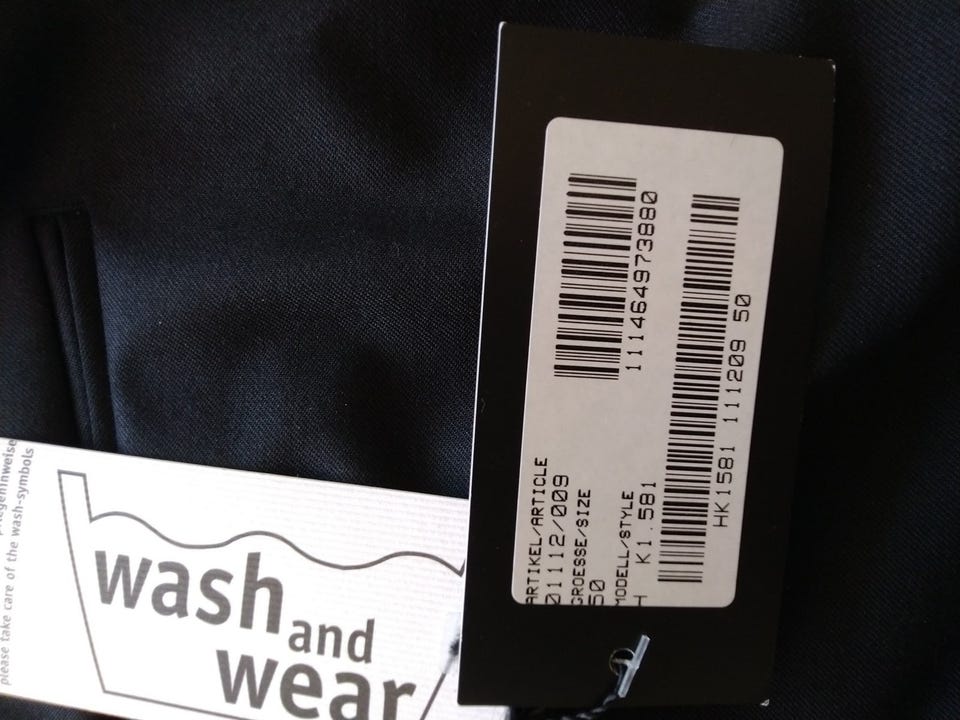 ARTIKEL/ARTICLE
01112/009
GROESSE/SIZE
50
MODELL/STYLE
H K1.581
111464973880
HK1581 111209 50
wash
and
wear
please take care of the wash-symbols